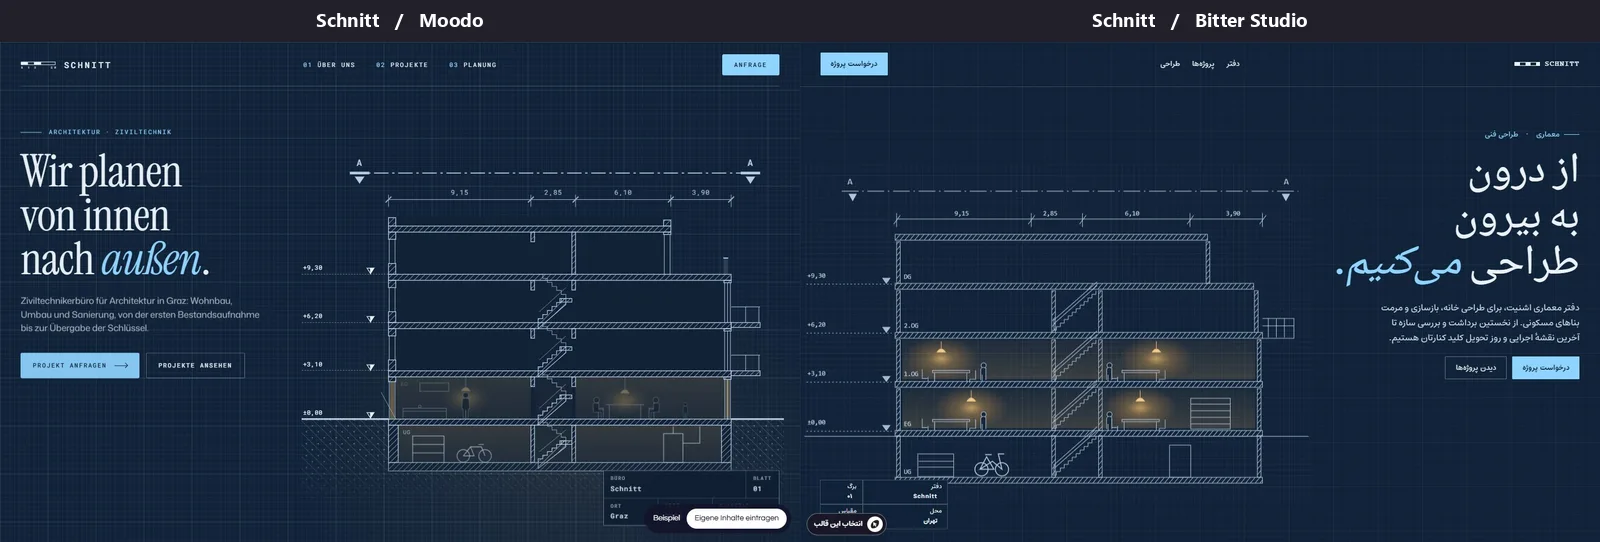 Schnitt / Moodo
SCHNITT
01 ÜBER UNS
02 PROJEKTE
03 PLANUNG
ANFRAGE
ARCHITEKTUR · ZIVILTECHNIK
Wir planen
von innen
nach außen.
Ziviltechnikerbüro für Architektur in Graz: Wohnbau,
Umbau und Sanierung, von der ersten Bestandsaufnahme
bis zur Übergabe der Schlüssel.
PROJEKT ANFRAGEN
PROJEKTE ANSEHEN
A A
9,15 2,85 6,10 3,90
+9,30
+6,20
+3,10
±0,00
UG
BÜRO
Schnitt
BLATT
01
ORT
Graz
Beispiel
Eigene Inhalte eintragen
Schnitt / Bitter Studio
SCHNITT
دفتر
پروژه‌ها
طراحی
درخواست پروژه
معماری · طراحی فنی
از درون
به بیرون
طراحی می‌کنیم.
دفتر معماری اشنیت، برای طراحی خانه، بازسازی و مرمت
بناهای مسکونی. از نخستین برداشت و بررسی سازه تا
آخرین نقشهٔ اجرایی و روز تحویل کلید کنارتان هستیم.
درخواست پروژه
دیدن پروژه‌ها
A A
9,15 2,85 6,10 3,90
+9,30
DG
+6,20
2.OG
+3,10
1.OG
±0,00
EG
UG
دفتر
Schnitt
برگ
۰۱
محل
تهران
مقیاس
انتخاب این قالب